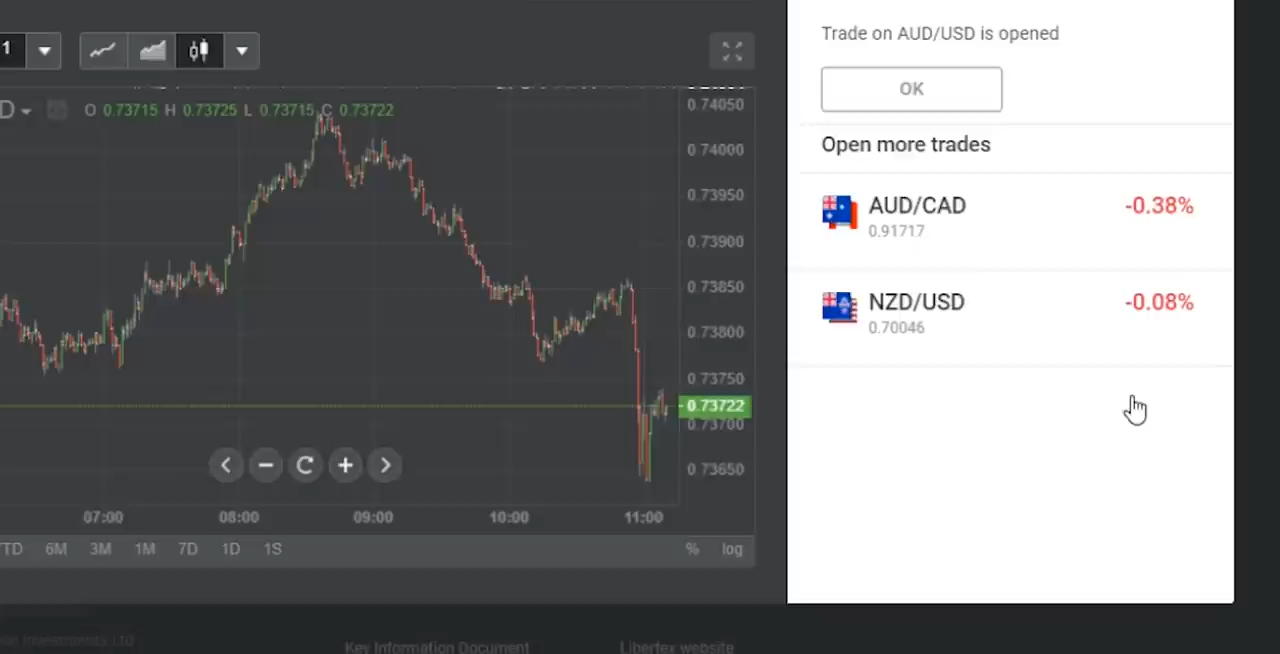 1
Trade on AUD/USD is opened
OK
D O 0.73715 H 0.73725 L 0.73715 C 0.73722
0.74050
0.74000
0.73950
0.73900
0.73850
0.73800
0.73750
0.73722
0.73700
0.73650
Open more trades
AUD/CAD -0.38%
0.91717
NZD/USD -0.08%
0.70046
07:00 08:00 09:00 10:00 11:00
TD 6M 3M 1M 7D 1D 1S % log
Investments Ltd Key Information Document Libertex website